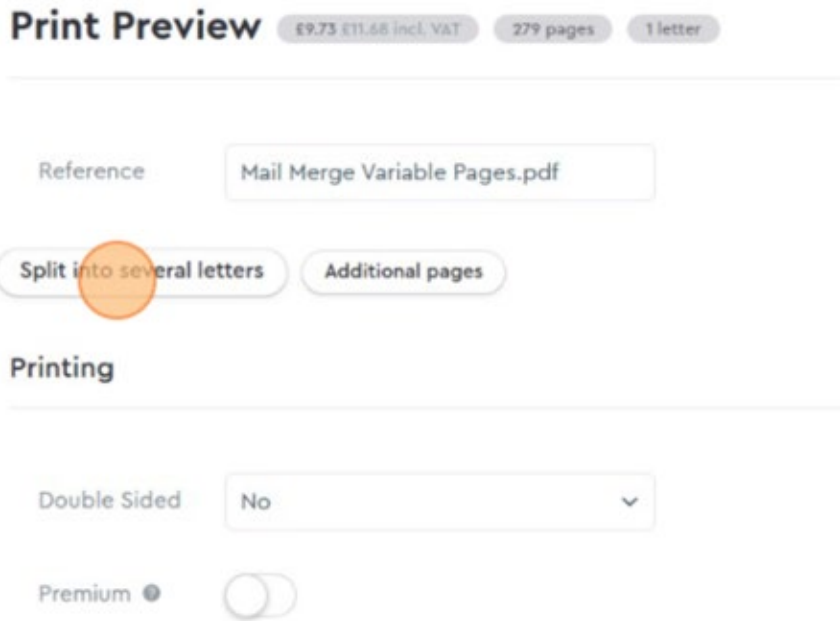 Print Preview £9.73 £11.68 incl. VAT 279 pages 1 letter
Reference Mail Merge Variable Pages.pdf
Split into several letters Additional pages
Printing
Double Sided No
Premium ?